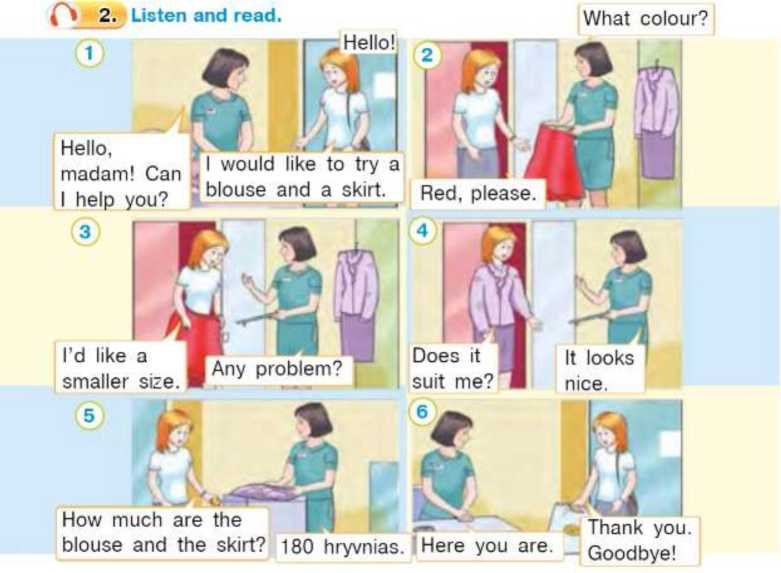 2. Listen and read.
1
Hello,
madam! Can
I help you?
Hello!
I would like to try a
blouse and a skirt.
2
What colour?
Red, please.
3
I'd like a
smaller size.
Any problem?
4
Does it
suit me?
It looks
nice.
5
How much are the
blouse and the skirt?
180 hryvnias.
6
Here you are.
Thank you.
Goodbye!